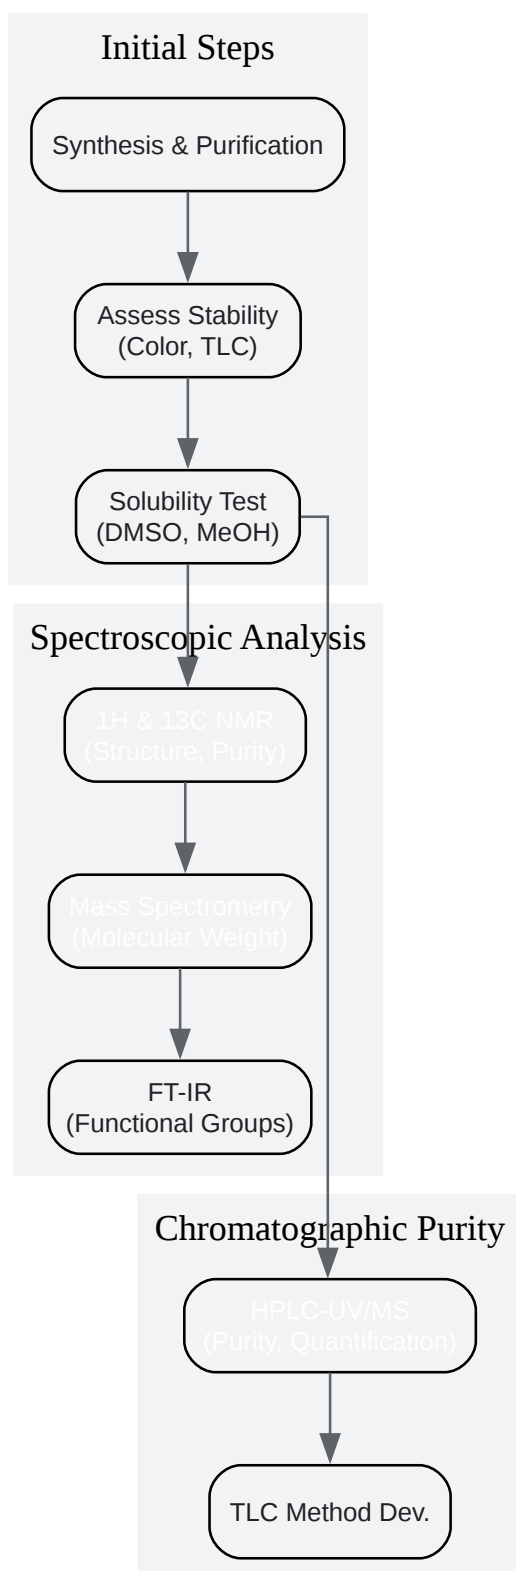 Initial Steps
Synthesis & Purification
Assess Stability
(Color, TLC)
Solubility Test
(DMSO, MeOH)
Spectroscopic Analysis
1H & 13C NMR
(Structure, Purity)
Mass Spectrometry
(Molecular Weight)
FT-IR
(Functional Groups)
Chromatographic Purity
HPLC-UV/MS
(Purity, Quantification)
TLC Method Dev.